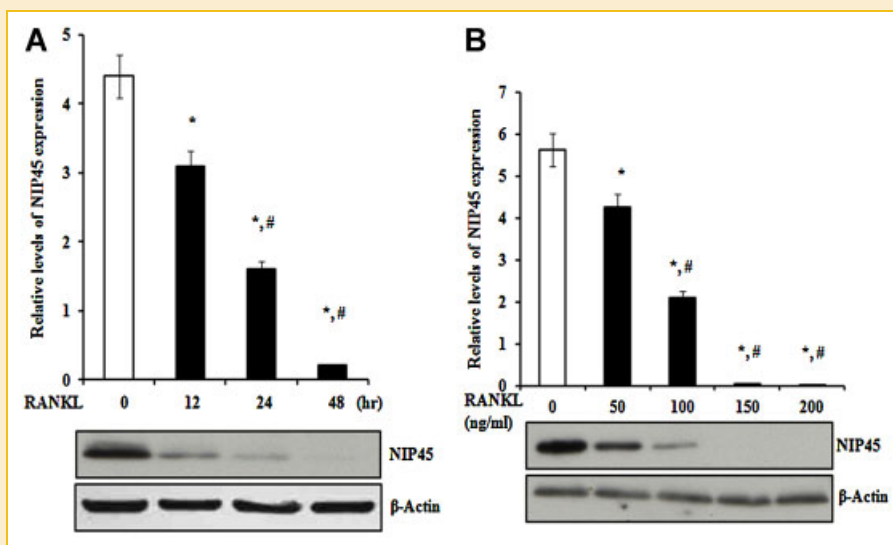 A
Relative levels of NIP45 expression
5
4
3
2
1
0
*
*, #
*, #
RANKL 0 12 24 48 (hr)
NIP45
β-Actin
B
Relative levels of NIP45 expression
7
6
5
4
3
2
1
0
*
*, #
*, #
*, #
RANKL 0 50 100 150 200
(ng/ml)
NIP45
β-Actin